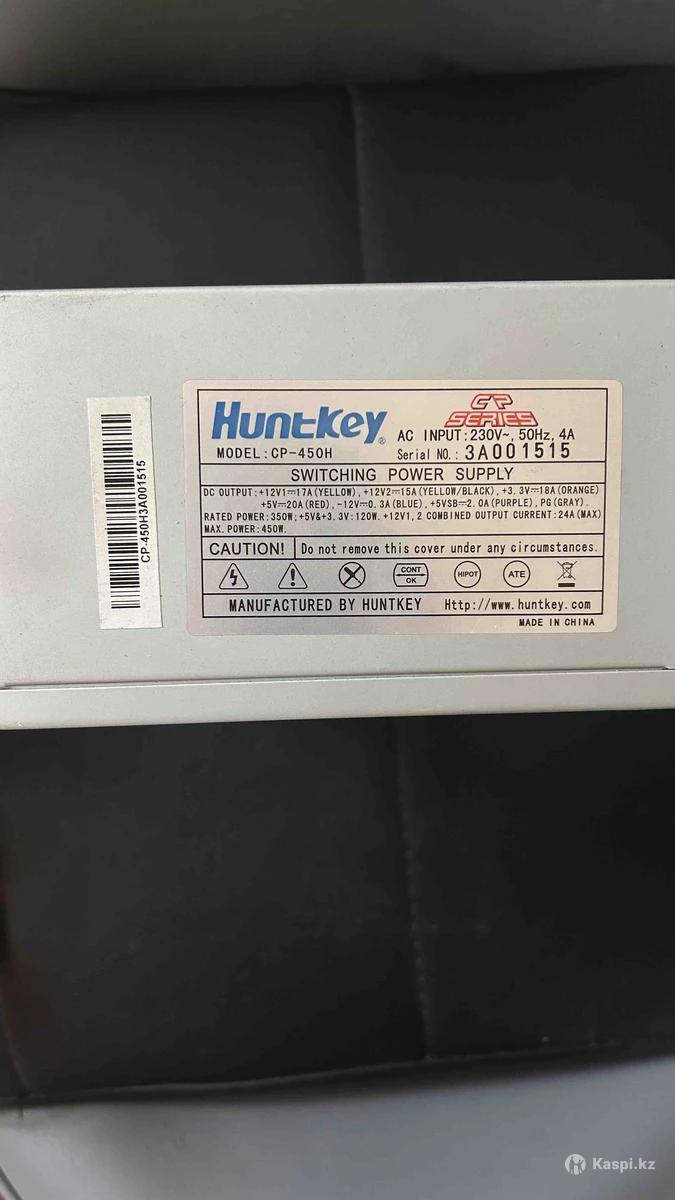 CP-450H3A001515
Huntkey®
CP
SERIES
AC INPUT:230V~, 50Hz, 4A
MODEL:CP-450H
Serial NO.: 3A001515
SWITCHING POWER SUPPLY
DC OUTPUT:+12V1⎓17A(YELLOW),+12V2⎓15A(YELLOW/BLACK),+3.3V⎓18A(ORANGE)
+5V⎓20A(RED),-12V⎓0.3A(BLUE),+5VSB⎓2.0A(PURPLE),PG(GRAY).
RATED POWER:350W;+5V&+3.3V:120W.+12V1,2 COMBINED OUTPUT CURRENT:24A(MAX)
MAX.POWER:450W.
CAUTION!
Do not remove this cover under any circumstances.
CONT
OK
HIPOT
ATE
MANUFACTURED BY HUNTKEY
Http://www.huntkey.com
MADE IN CHINA
Kaspi.kz